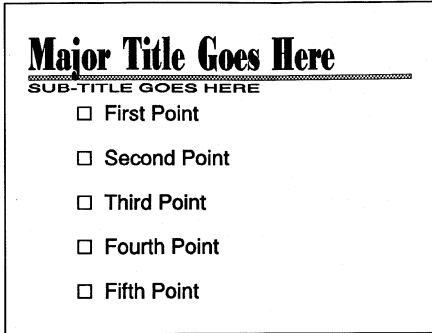 Major Title Goes Here
SUB-TITLE GOES HERE
☐ First Point
☐ Second Point
☐ Third Point
☐ Fourth Point
☐ Fifth Point